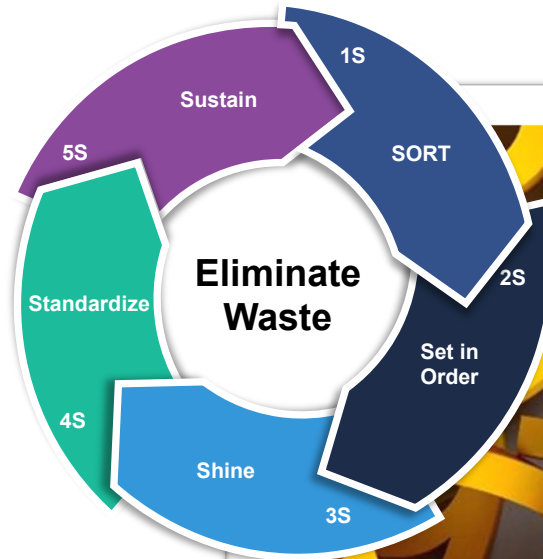 1S
SORT
2S
Set in
Order
3S
Shine
4S
Standardize
5S
Sustain
Eliminate
Waste